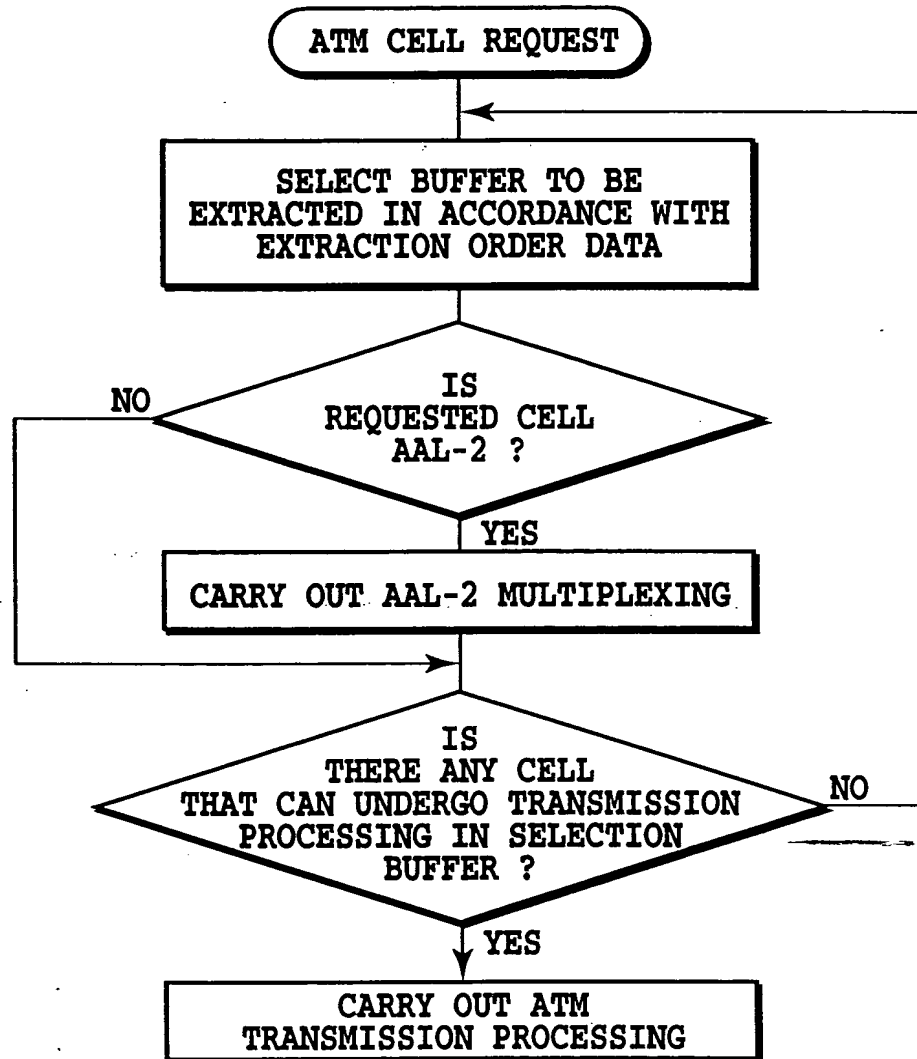 ATM CELL REQUEST
SELECT BUFFER TO BE
EXTRACTED IN ACCORDANCE WITH
EXTRACTION ORDER DATA
IS
REQUESTED CELL
AAL-2 ?
NO
YES
CARRY OUT AAL-2 MULTIPLEXING
IS
THERE ANY CELL
THAT CAN UNDERGO TRANSMISSION
PROCESSING IN SELECTION
BUFFER ?
NO
YES
CARRY OUT ATM
TRANSMISSION PROCESSING